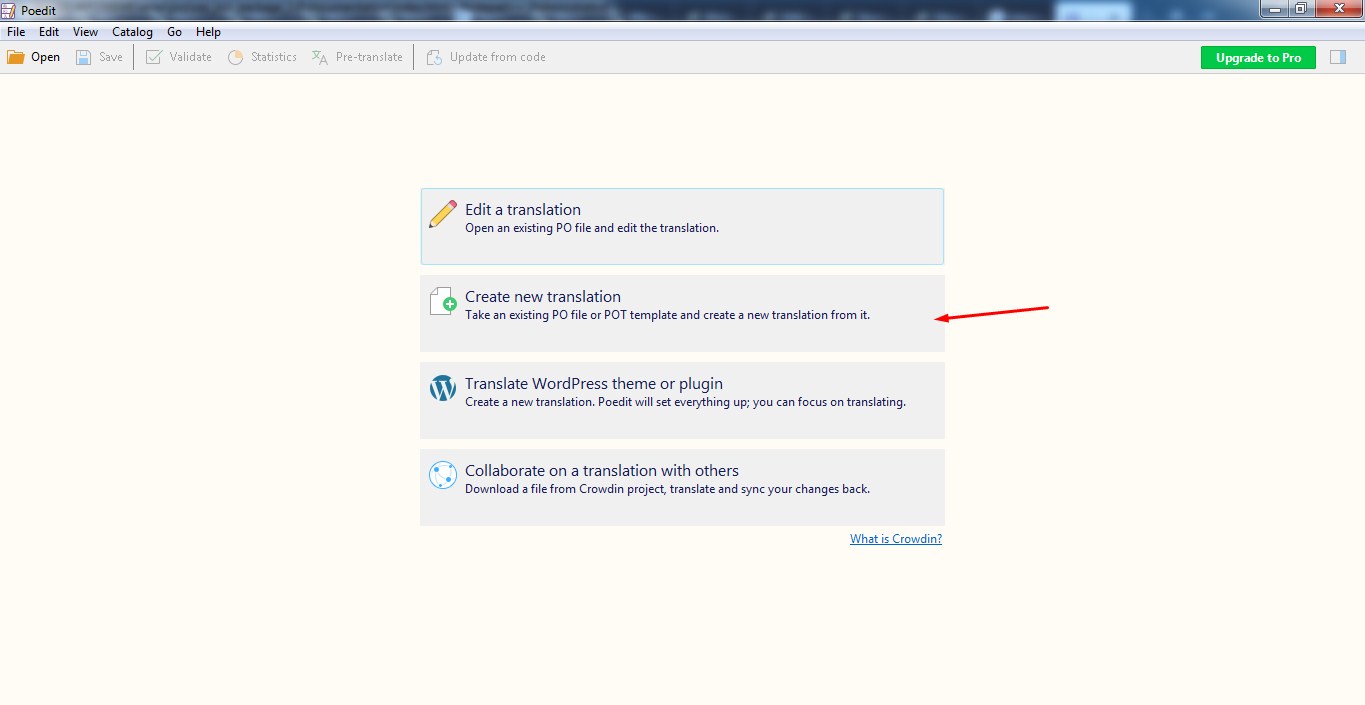 Poedit
File Edit View Catalog Go Help
Open Save Validate Statistics Pre-translate Update from code Upgrade to Pro
Edit a translation
Open an existing PO file and edit the translation.
Create new translation
Take an existing PO file or POT template and create a new translation from it.
Translate WordPress theme or plugin
Create a new translation. Poedit will set everything up; you can focus on translating.
Collaborate on a translation with others
Download a file from Crowdin project, translate and sync your changes back.
What is Crowdin?